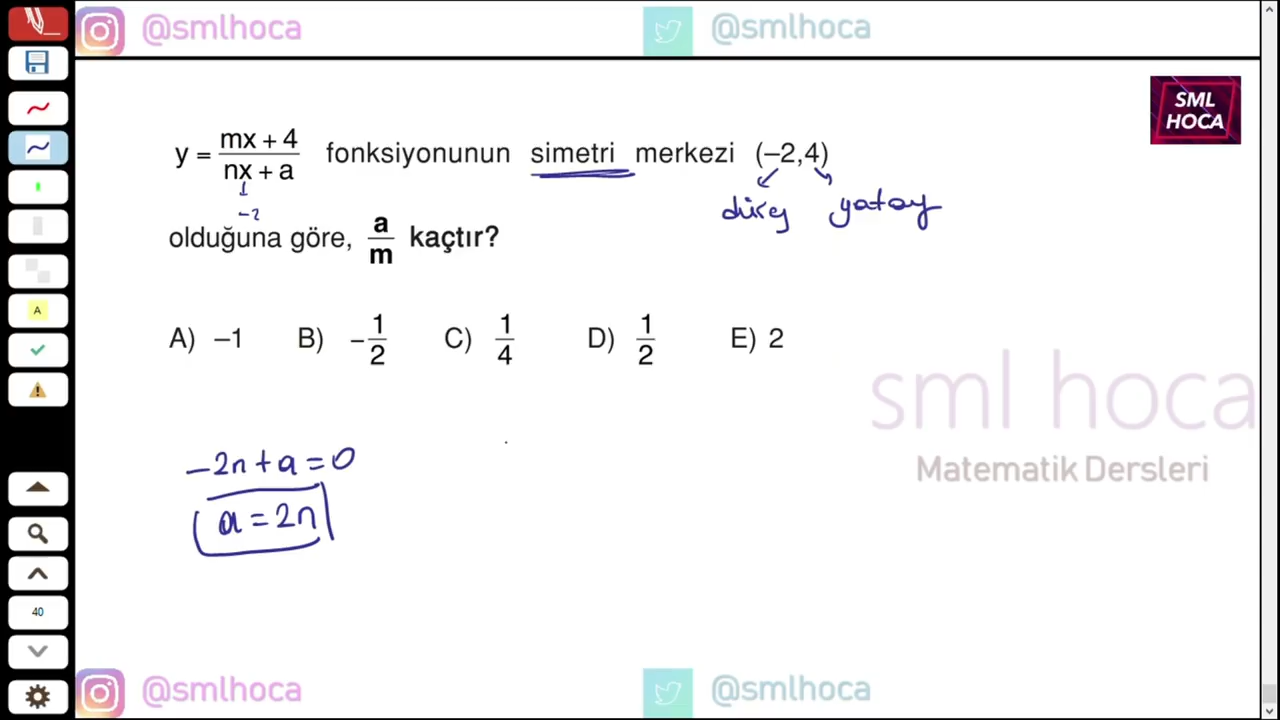 @smlhoca @smlhoca
SML
HOCA
y = mx + 4 / nx + a fonksiyonunun simetri merkezi (–2,4)
-2
düşey yatay
olduğuna göre, a / m kaçtır?
A) –1 B) -1/2 C) 1/4 D) 1/2 E) 2
sml hoca
Matematik Dersleri
-2n + a = 0
a = 2n
A
40
@smlhoca @smlhoca